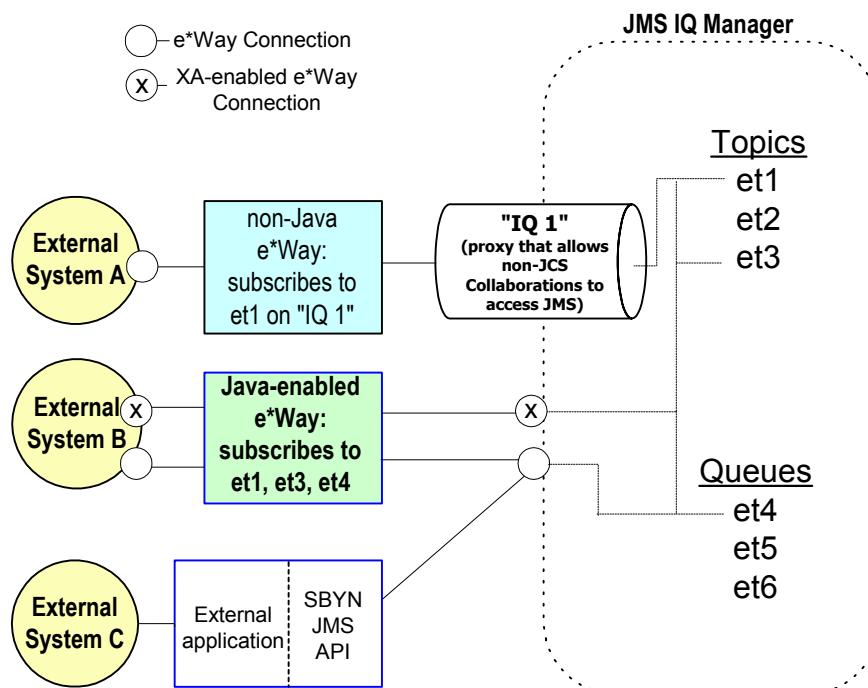 JMS IQ Manager
e*Way Connection
X
XA-enabled e*Way
Connection
Topics
et1
et2
et3
External
System A
non-Java
e*Way:
subscribes to
et1 on "IQ 1"
"IQ 1"
(proxy that allows
non-JCS
Collaborations to
access JMS)
External
System B
X
Java-enabled
e*Way:
subscribes to
et1, et3, et4
X
Queues
et4
et5
et6
External
System C
External
application
SBYN
JMS
API